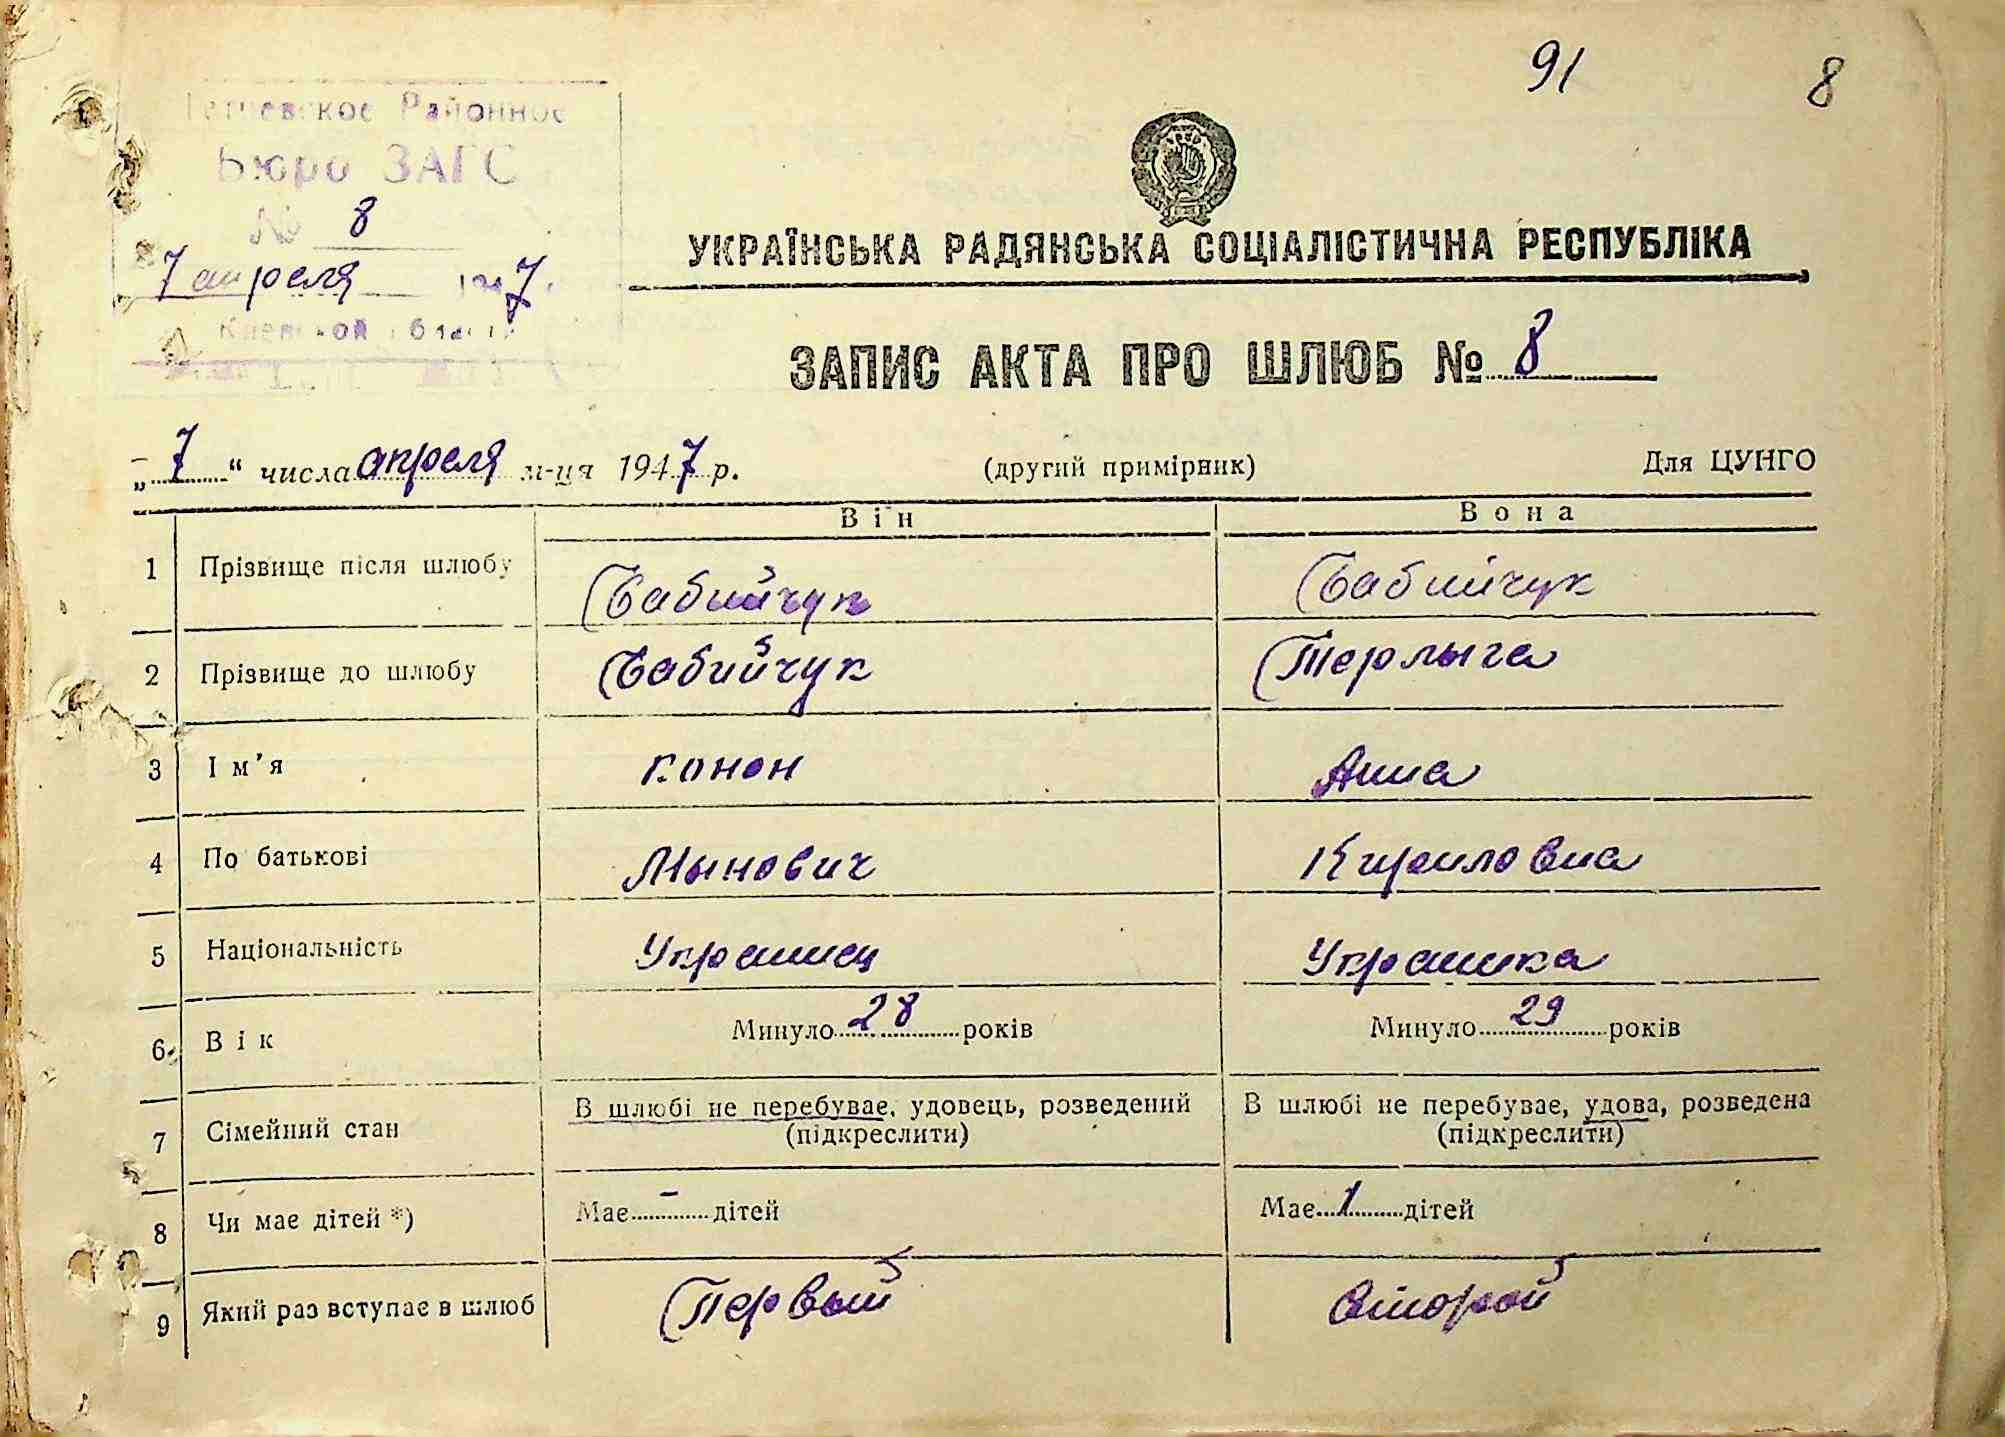 91 8
Районное
Бюро ЗАГС
№ 8
7 апреля 1947
Киевской области
УКРАЇНСЬКА РАДЯНСЬКА СОЦІАЛІСТИЧНА РЕСПУБЛІКА
ЗАПИС АКТА ПРО ШЛЮБ № 8
„7“ числа апреля м-ця 1947 р. (другий примірник) Для ЦУНГО
Він Вона
1 Прізвище після шлюбу Бабийчук Бабийчук
2 Прізвище до шлюбу Бабийчук Терлыга
3 Ім'я Конон Анна
4 По батькові Мынович Кириловна
5 Національність Украинец Украинка
6 Вік Минуло 28 років Минуло 29 років
7 Сімейний стан В шлюбі не перебуває, удовець, розведений В шлюбі не перебуває, удова, розведена
(підкреслити) (підкреслити)
8 Чи має дітей *) Має - дітей Має 1 дітей
9 Який раз вступає в шлюб Первый Второй